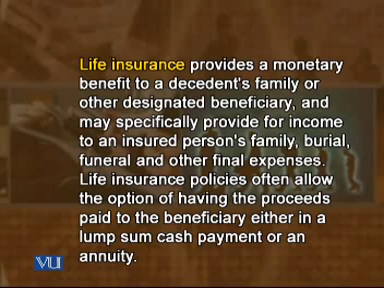 Life insurance provides a monetary
benefit to a decedent's family or
other designated beneficiary, and
may specifically provide for income
to an insured person's family, burial,
funeral and other final expenses.
Life insurance policies often allow
the option of having the proceeds
paid to the beneficiary either in a
lump sum cash payment or an
annuity.
VU